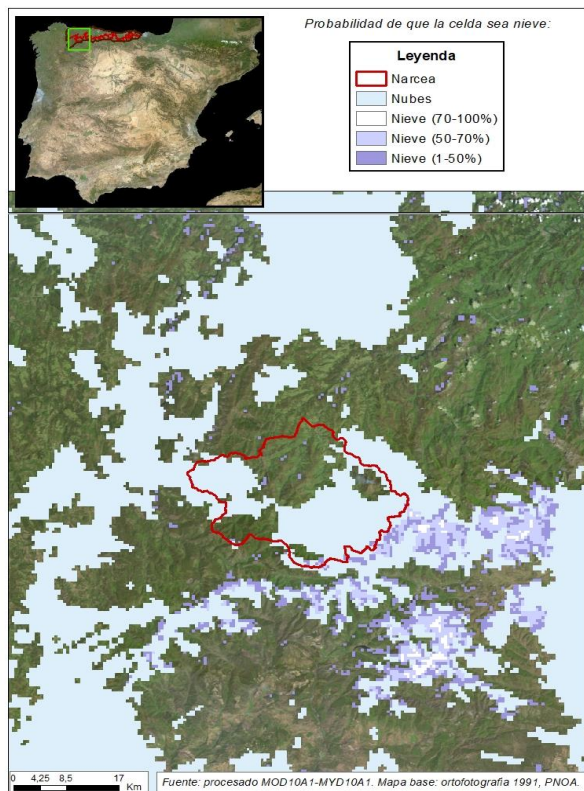 Probabilidad de que la celda sea nieve:
Leyenda
Narcea
Nubes
Nieve (70-100%)
Nieve (50-70%)
Nieve (1-50%)
0 4,25 8,5 17
Km
Fuente: procesado MOD10A1-MYD10A1. Mapa base: ortofotografia 1991, PNOA.